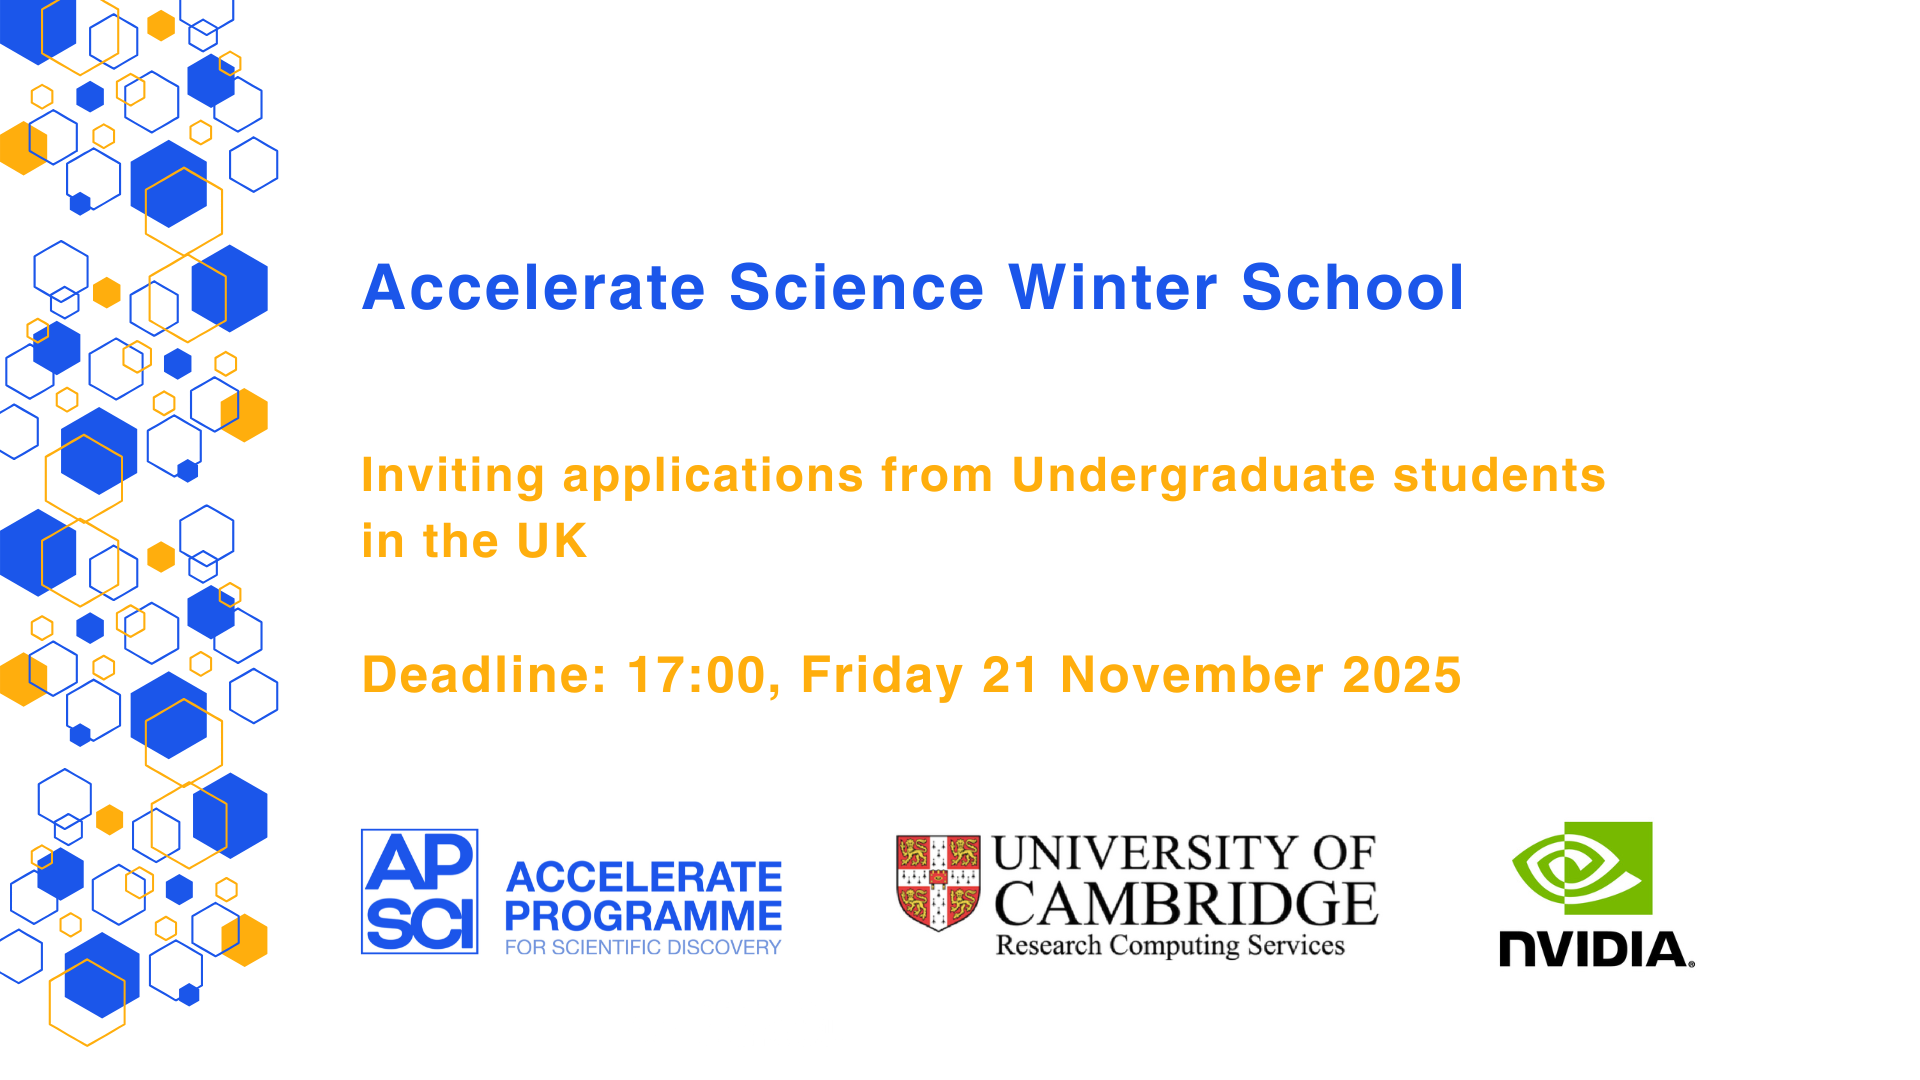 Accelerate Science Winter School
Inviting applications from Undergraduate students
in the UK
Deadline: 17:00, Friday 21 November 2025
AP
SCI
ACCELERATE
PROGRAMME
FOR SCIENTIFIC DISCOVERY
UNIVERSITY OF
CAMBRIDGE
Research Computing Services
NVIDIA®